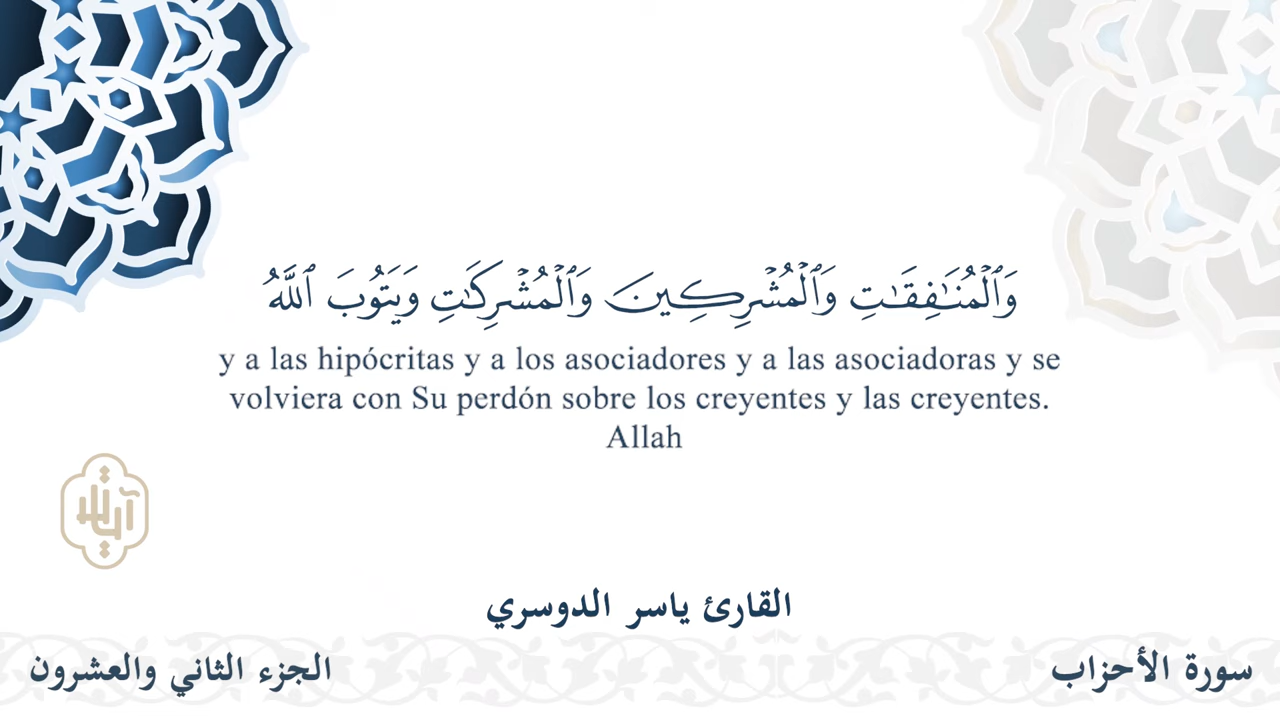 وَٱلْمُنَـٰفِقَـٰتِ وَٱلْمُشْرِكِينَ وَٱلْمُشْرِكَـٰتِ وَيَتُوبَ ٱللَّهُ
y a las hipócritas y a los asociadores y a las asociadoras y se
volviera con Su perdón sobre los creyentes y las creyentes.
Allah
آيات
القارئ ياسر الدوسري
سورة الأحزاب
الجزء الثاني والعشرون